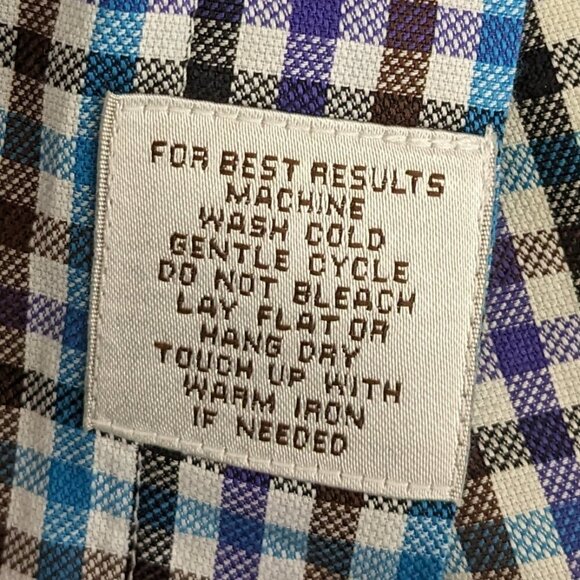 FOR BEST RESULTS
MACHINE
WASH COLD
GENTLE CYCLE
DO NOT BLEACH
LAY FLAT OR
HANG DRY
TOUCH UP WITH
WARM IRON
IF NEEDED